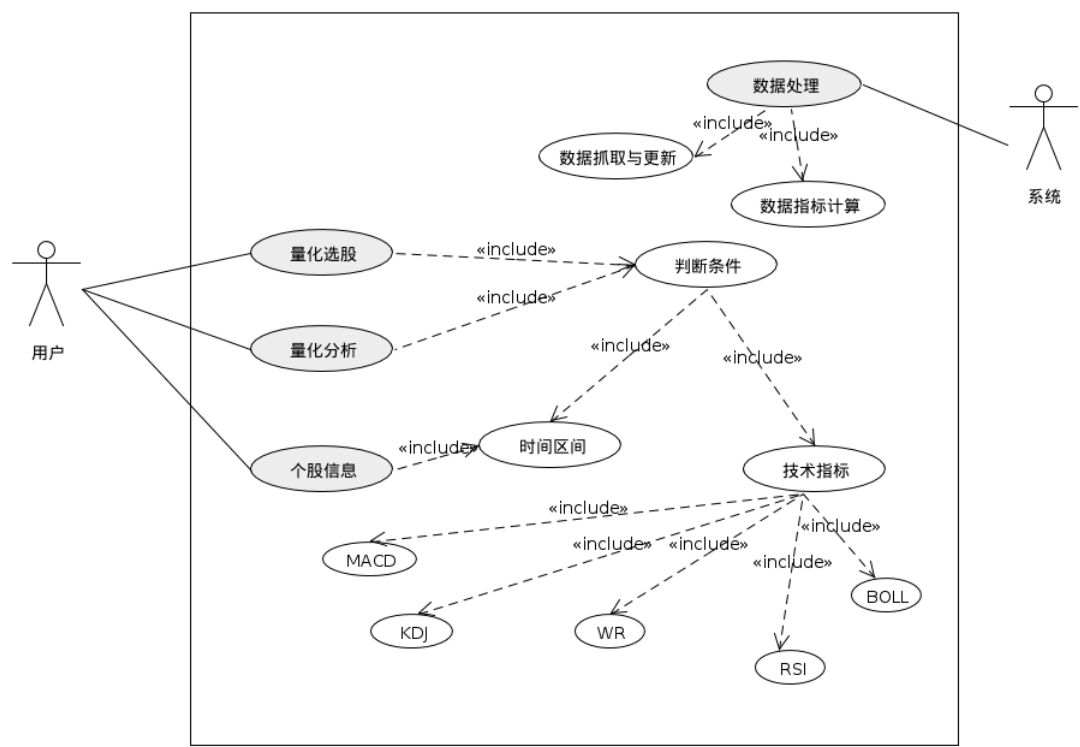 数据处理
«include»
«include»
数据抓取与更新
数据指标计算
系统
量化选股
«include»
判断条件
«include»
用户
量化分析
«include»
«include»
个股信息
«include»
时间区间
技术指标
«include»
«include»
«include»
«include»
«include»
MACD
BOLL
KDJ
WR
RSI